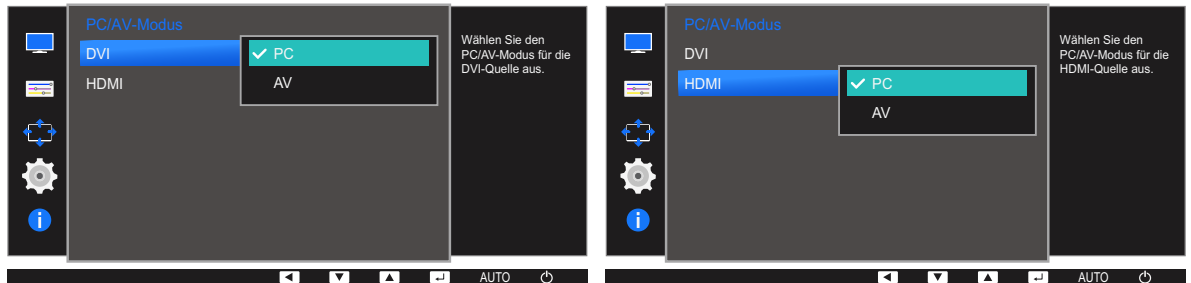 PC/AV-Modus
DVI
PC
HDMI
AV
Wählen Sie den
PC/AV-Modus für die
DVI-Quelle aus.
AUTO
PC/AV-Modus
DVI
HDMI
PC
AV
Wählen Sie den
PC/AV-Modus für die
HDMI-Quelle aus.
AUTO